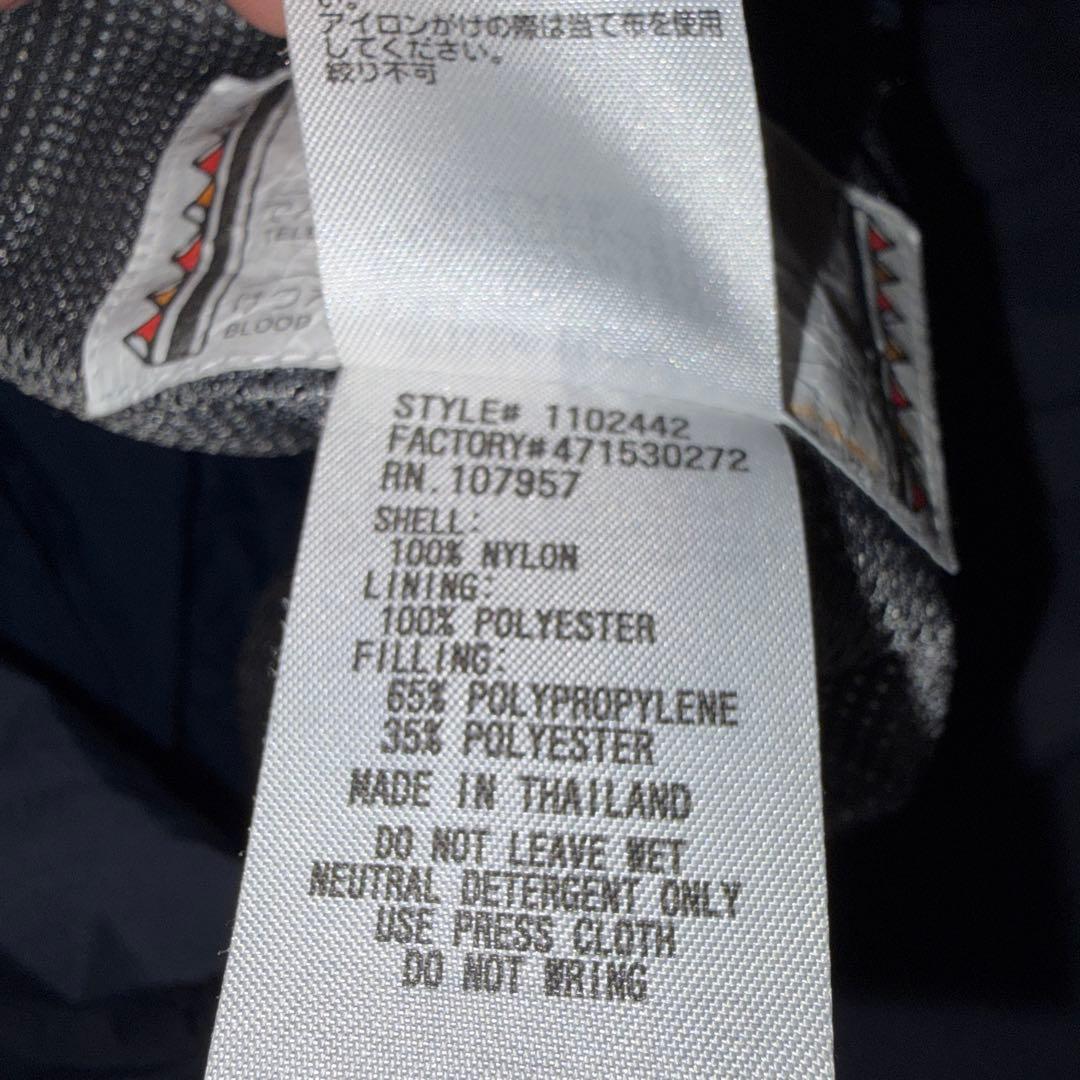 い。
アイロンがけの際は当て布を使用
してください。
絞り不可
BLOOD
STYLE# 1102442
FACTORY#471530272
RN.107957
SHELL:
100% NYLON
LINING:
100% POLYESTER
FILLING:
65% POLYPROPYLENE
35% POLYESTER
MADE IN THAILAND
DO NOT LEAVE WET
NEUTRAL DETERGENT ONLY
USE PRESS CLOTH
DO NOT WRING